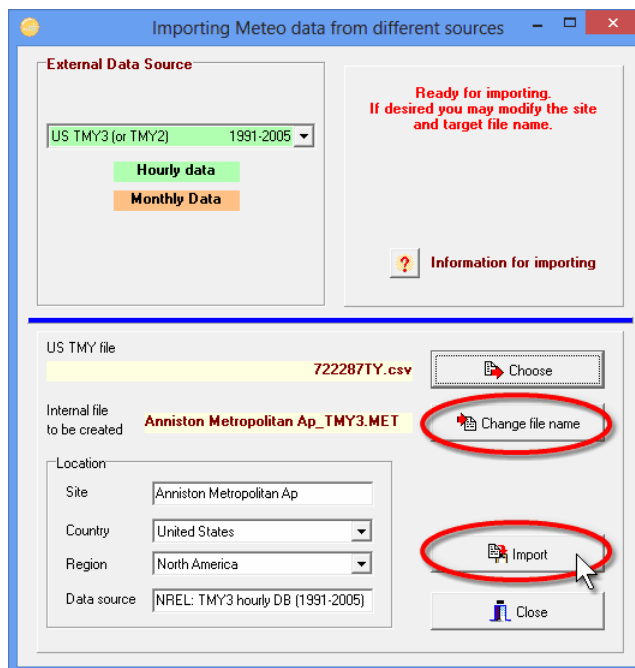 Importing Meteo data from different sources
External Data Source
US TMY3 (or TMY2) 1991-2005
Hourly data
Monthly Data
Ready for importing.
If desired you may modify the site
and target file name.
? Information for importing
US TMY file
722287TY.csv
Choose
Internal file
to be created
Anniston Metropolitan Ap_TMY3.MET
Change file name
Location
Site Anniston Metropolitan Ap
Country United States
Region North America
Data source NREL: TMY3 hourly DB (1991-2005)
Import
Close